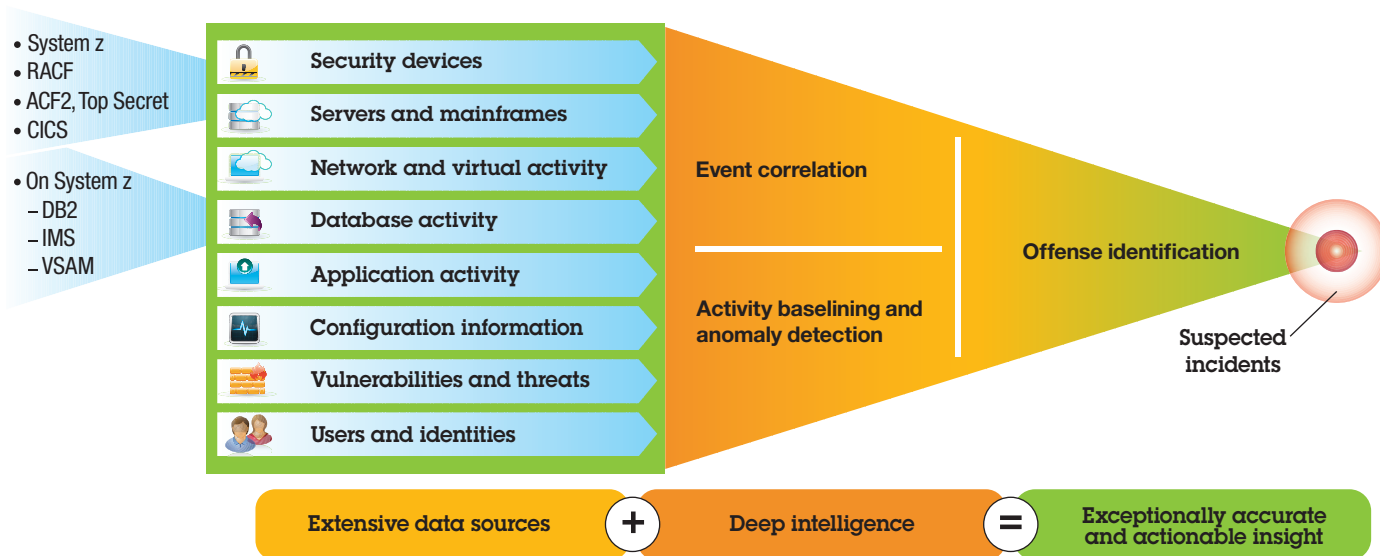 • System z
• RACF
• ACF2, Top Secret
• CICS
• On System z
– DB2
– IMS
– VSAM
Security devices
Servers and mainframes
Network and virtual activity
Database activity
Application activity
Configuration information
Vulnerabilities and threats
Users and identities
Event correlation
Activity baselining and
anomaly detection
Offense identification
Suspected
incidents
Extensive data sources
+
Deep intelligence
=
Exceptionally accurate
and actionable insight